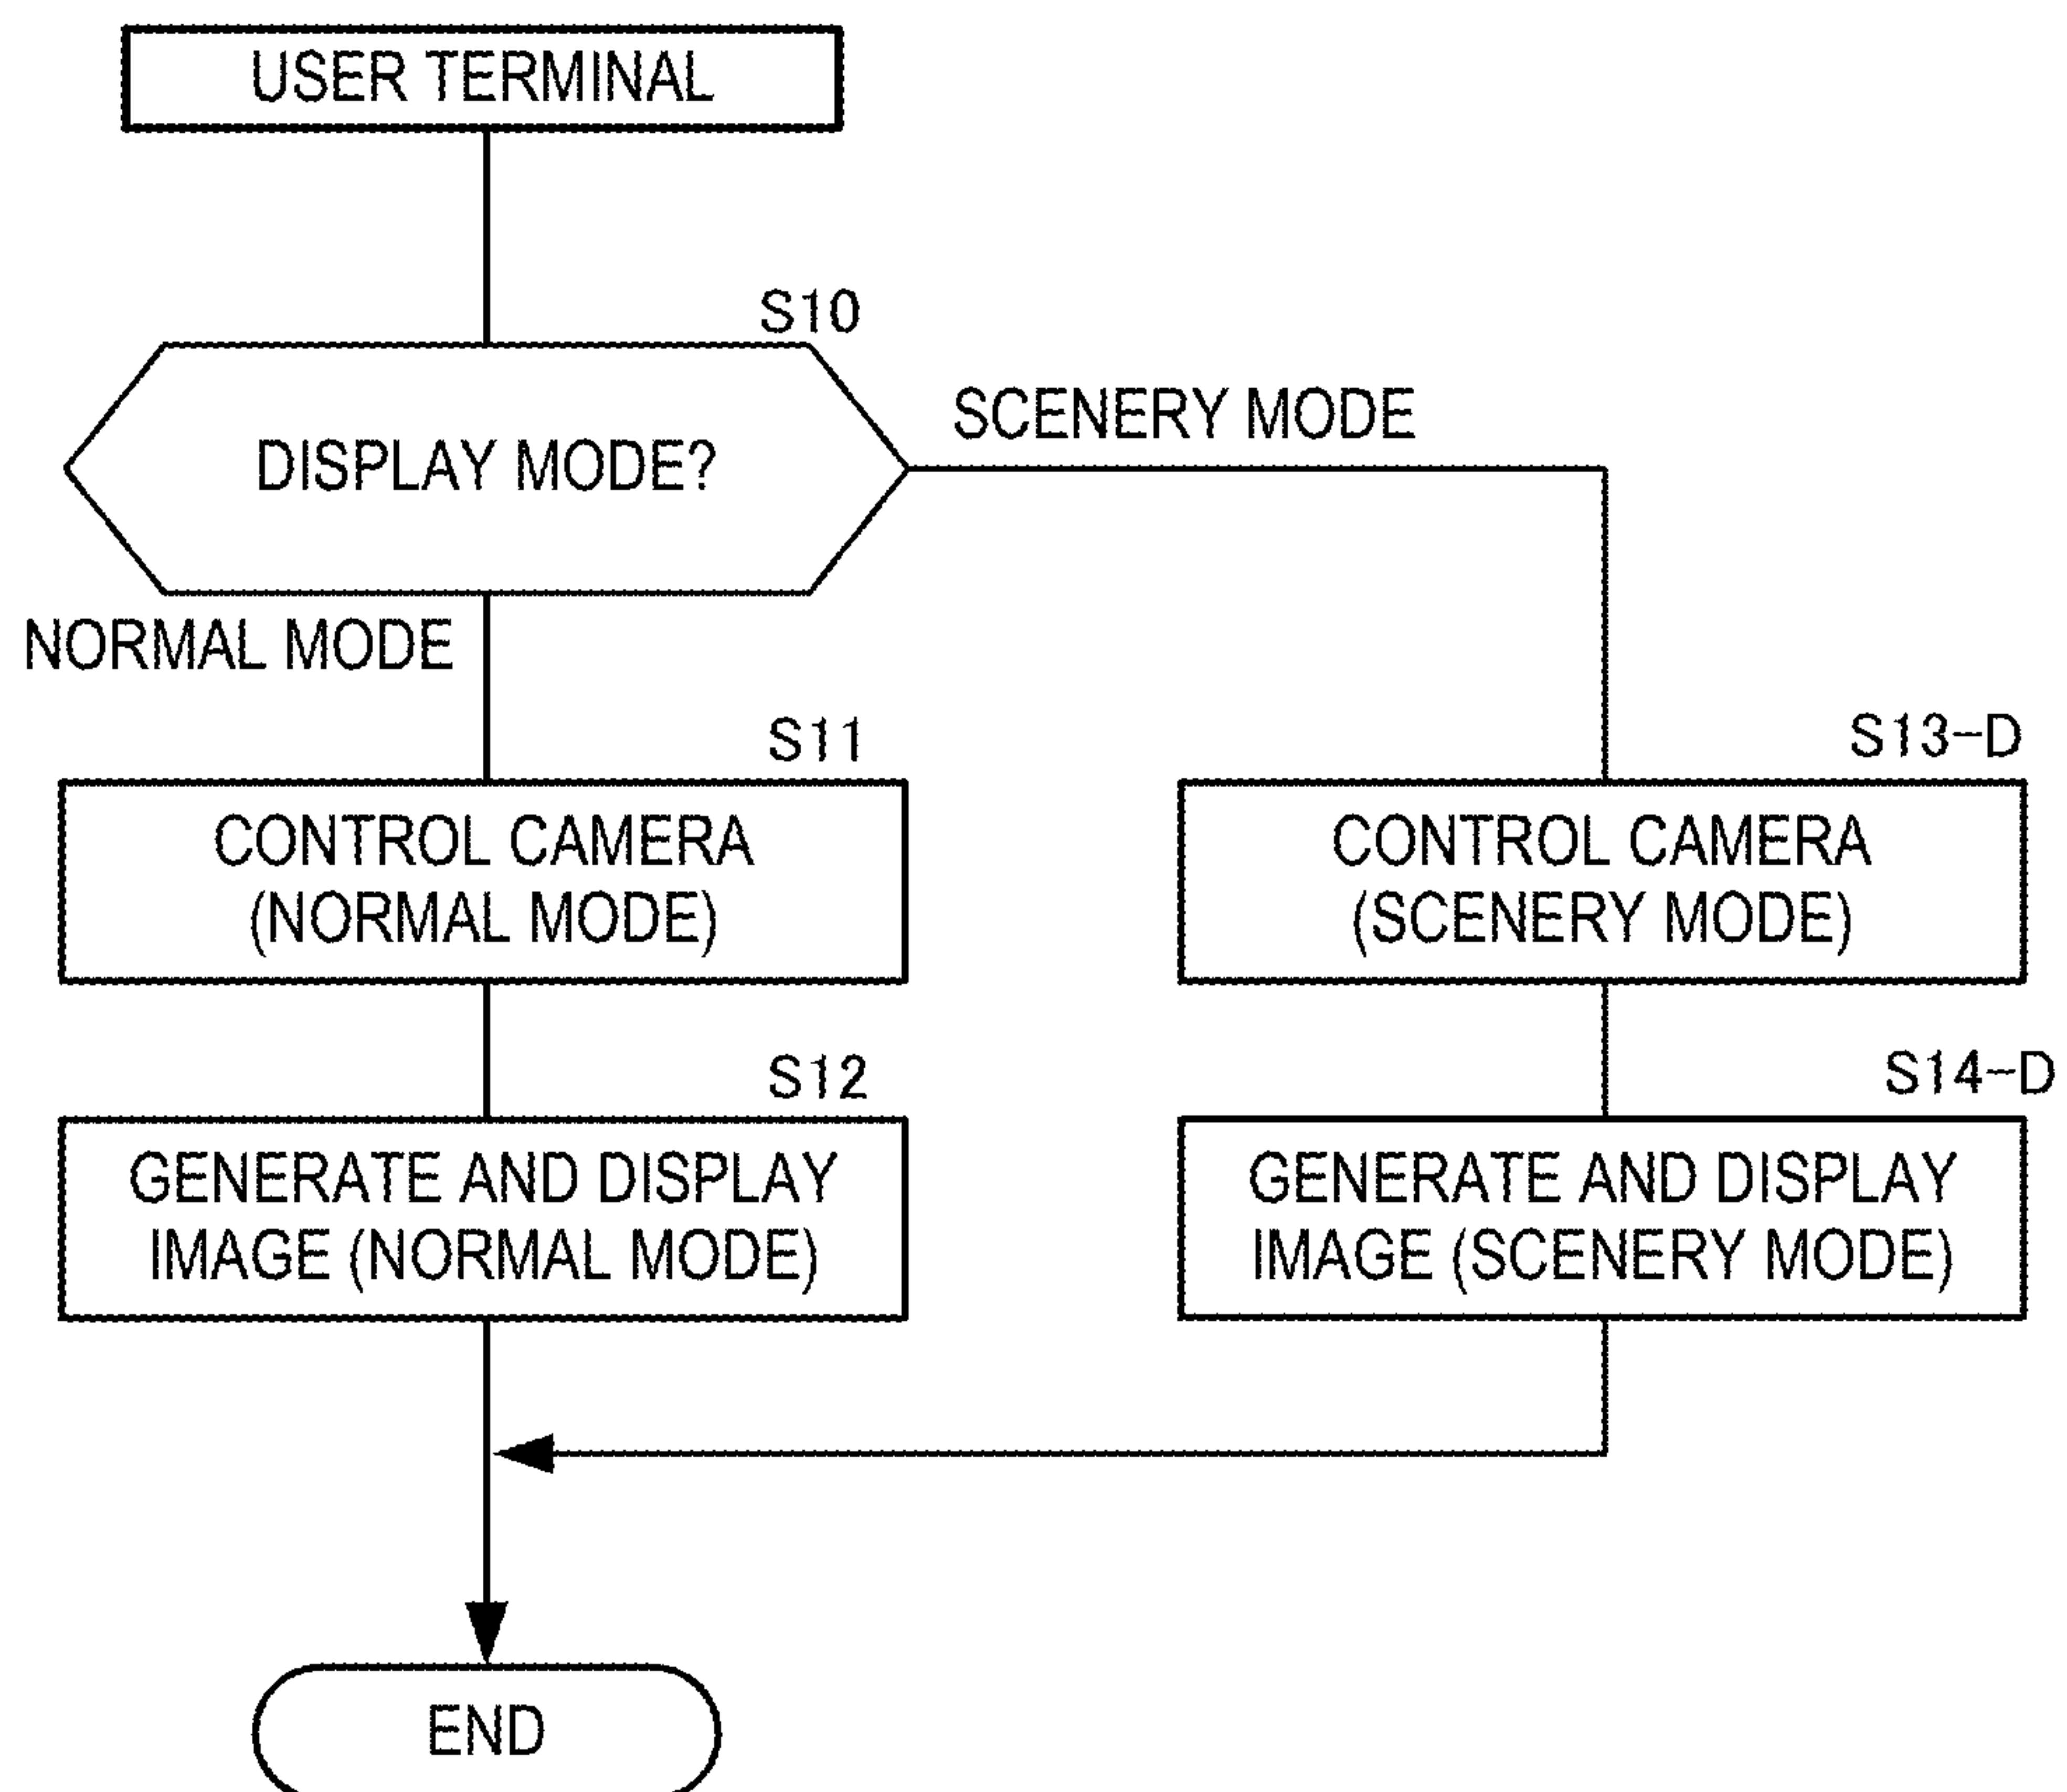 USER TERMINAL
S10
DISPLAY MODE?
SCENERY MODE
NORMAL MODE
S11
CONTROL CAMERA
(NORMAL MODE)
S12
GENERATE AND DISPLAY
IMAGE (NORMAL MODE)
S13-D
CONTROL CAMERA
(SCENERY MODE)
S14-D
GENERATE AND DISPLAY
IMAGE (SCENERY MODE)
END